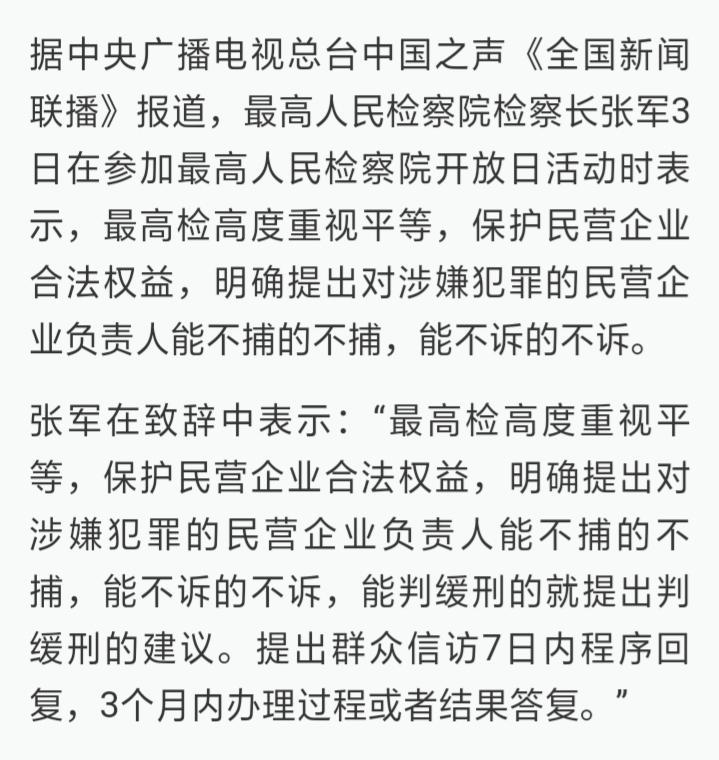 据中央广播电视总台中国之声《全国新闻
联播》报道，最高人民检察院检察长张军3
日在参加最高人民检察院开放日活动时表
示，最高检高度重视平等，保护民营企业
合法权益，明确提出对涉嫌犯罪的民营企
业负责人能不捕的不捕，能不诉的不诉。
张军在致辞中表示：“最高检高度重视平
等，保护民营企业合法权益，明确提出对
涉嫌犯罪的民营企业负责人能不捕的不
捕，能不诉的不诉，能判缓刑的就提出判
缓刑的建议。提出群众信访7日内程序回
复，3个月内办理过程或者结果答复。”